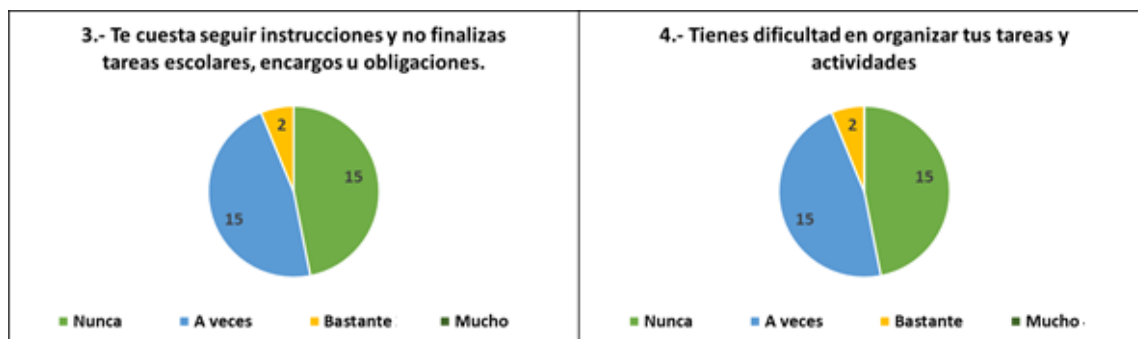 3.- Te cuesta seguir instrucciones y no finalizas
tareas escolares, encargos u obligaciones.
2
15
15
Nunca A veces Bastante Mucho
4.- Tienes dificultad en organizar tus tareas y
actividades
2
15
15
Nunca A veces Bastante Mucho